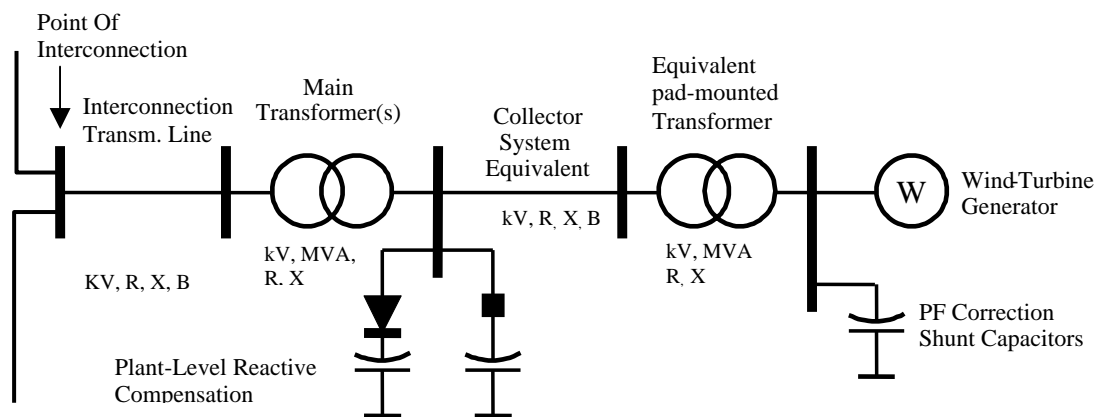 Point Of
Interconnection
Interconnection
Transm. Line
Main
Transformer(s)
Collector
System
Equivalent
Equivalent
pad-mounted
Transformer
W
Wind-Turbine
Generator
KV, R, X, B
kV, MVA,
R. X
kV, R, X, B
kV, MVA
R, X
Plant-Level Reactive
Compensation
PF Correction
Shunt Capacitors